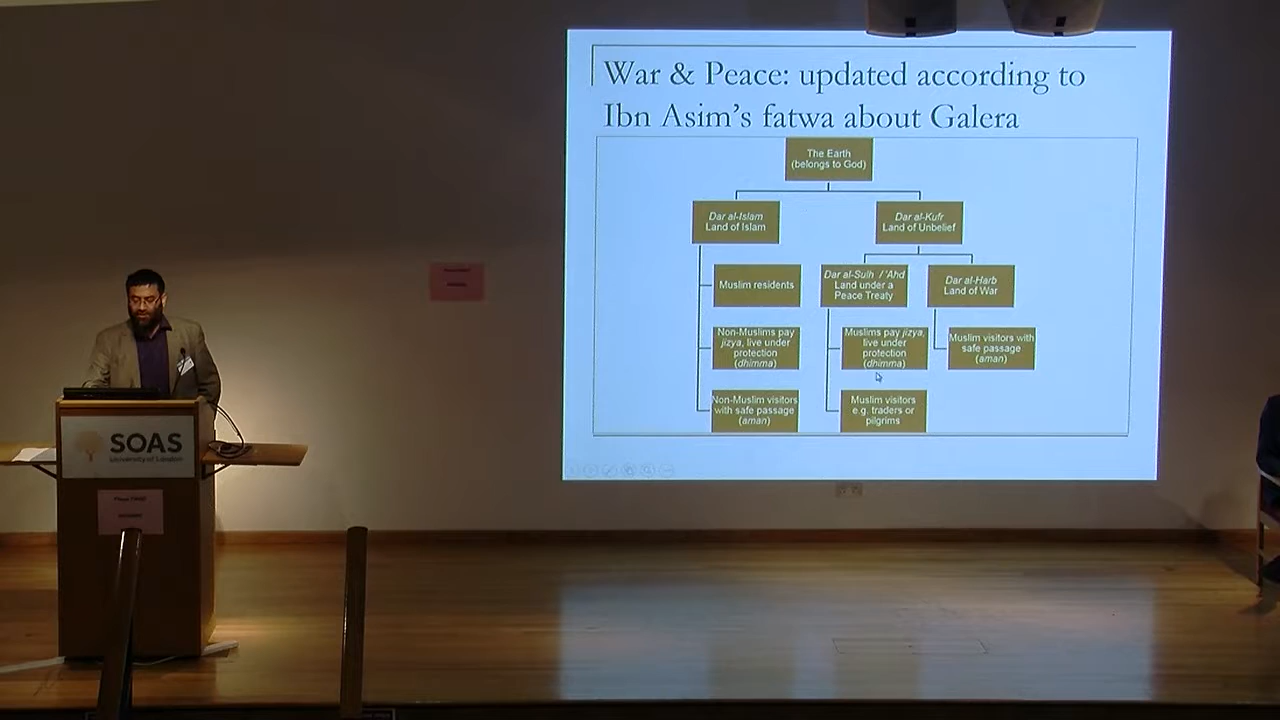 War & Peace: updated according to
Ibn Asim's fatwa about Galera
The Earth
(belongs to God)
Dar al-Islam
Land of Islam
Dar al-Kufr
Land of Unbelief
Muslim residents
Dar al-Sulh / 'Ahd
Land under a
Peace Treaty
Dar al-Harb
Land of War
Non-Muslims pay
jizya, live under
protection
(dhimma)
Muslims pay jizya,
live under
protection
(dhimma)
Muslim visitors with
safe passage
(aman)
Non-Muslim visitors
with safe passage
(aman)
Muslim visitors
e.g. traders or
pilgrims
SOAS
University of London